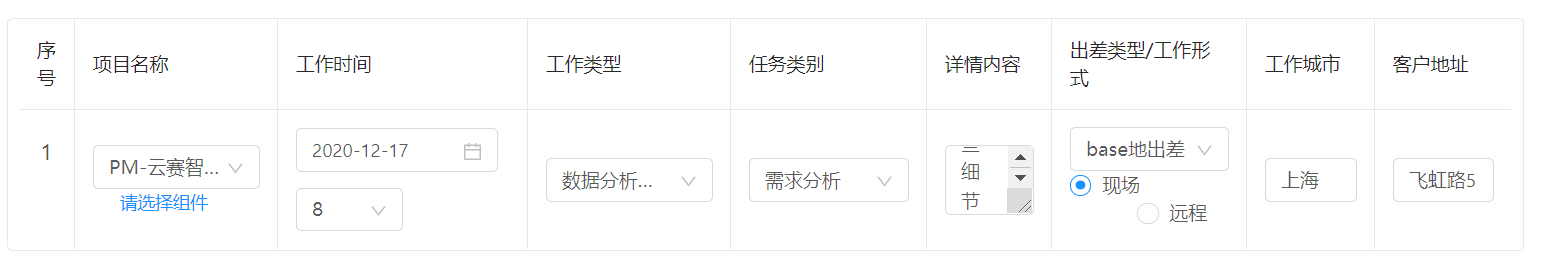 序号
项目名称
工作时间
工作类型
任务类别
详情内容
出差类型/工作形式
工作城市
客户地址
1
PM-云赛智...
请选择组件
2020-12-17
8
数据分析...
需求分析
细
节
base地出差
现场
远程
上海
飞虹路5